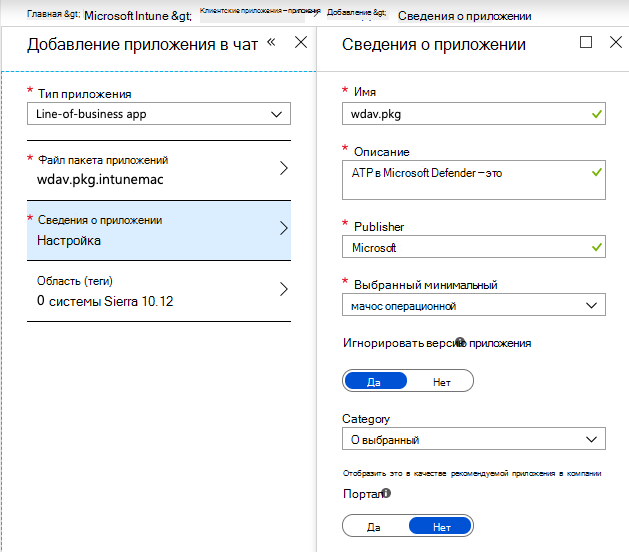 Главная &gt; Microsoft Intune &gt; Клиентские приложения – приложения > Добавление &gt; Сведения о приложении
Добавление приложения в чат «
* Тип приложения
Line-of-business app
* Файл пакета приложений
wdav.pkg.intunemac
* Сведения о приложении
Настройка
Область (теги)
0 системы Sierra 10.12
Сведения о приложении
* Имя
wdav.pkg
* Описание
ATP в Microsoft Defender – это
* Publisher
Microsoft
* Выбранный минимальный
мачос операционной
Игнорировать версию приложения
Да Нет
Category
О выбранный
Отобразить это в качестве рекомендуемой приложения в компании
Портал
Да Нет